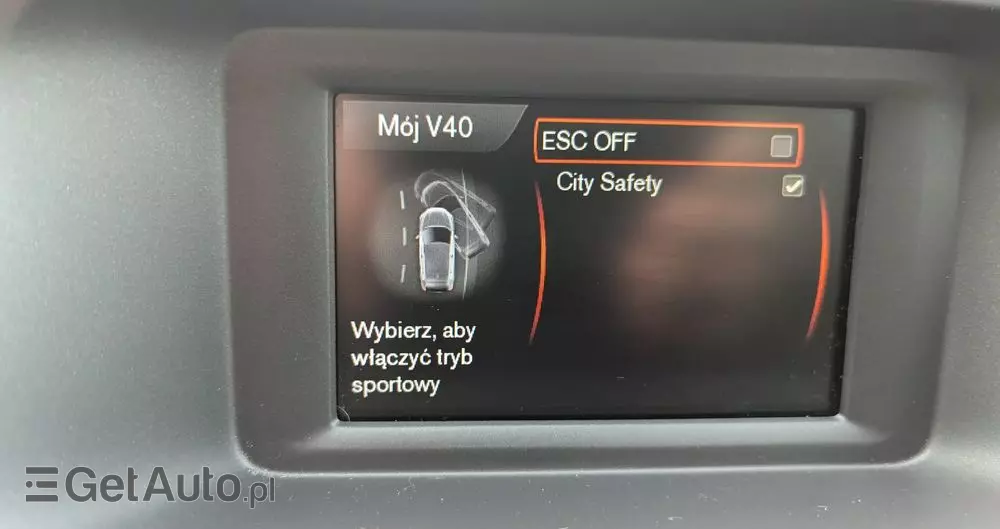 Mój V40
ESC OFF
City Safety
Wybierz, aby
włączyć tryb
sportowy
GetAuto.pl